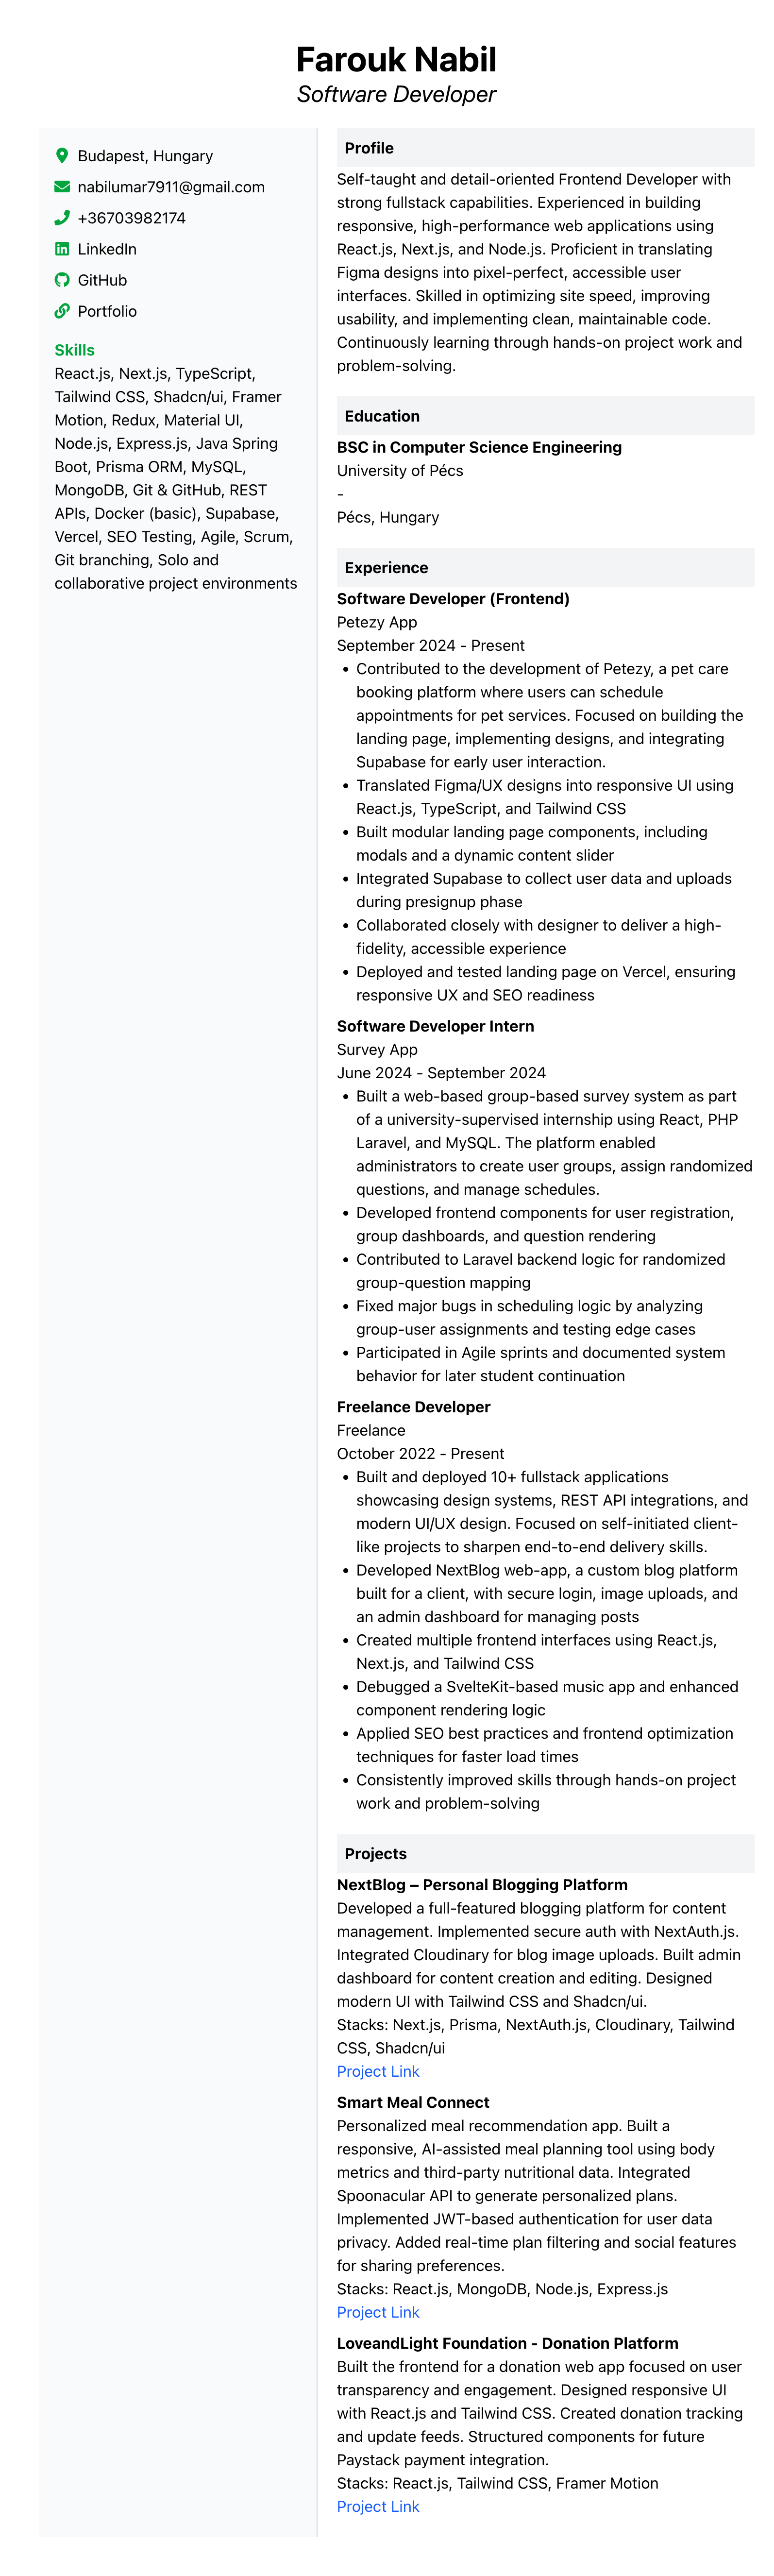 Farouk Nabil
Software Developer
Budapest, Hungary
nabilumar7911@gmail.com
+36703982174
LinkedIn
GitHub
Portfolio
Skills
React.js, Next.js, TypeScript,
Tailwind CSS, Shadcn/ui, Framer
Motion, Redux, Material UI,
Node.js, Express.js, Java Spring
Boot, Prisma ORM, MySQL,
MongoDB, Git & GitHub, REST
APIs, Docker (basic), Supabase,
Vercel, SEO Testing, Agile, Scrum,
Git branching, Solo and
collaborative project environments
Profile
Self-taught and detail-oriented Frontend Developer with
strong fullstack capabilities. Experienced in building
responsive, high-performance web applications using
React.js, Next.js, and Node.js. Proficient in translating
Figma designs into pixel-perfect, accessible user
interfaces. Skilled in optimizing site speed, improving
usability, and implementing clean, maintainable code.
Continuously learning through hands-on project work and
problem-solving.
Education
BSC in Computer Science Engineering
University of Pécs
-
Pécs, Hungary
Experience
Software Developer (Frontend)
Petezy App
September 2024 - Present
• Contributed to the development of Petezy, a pet care
booking platform where users can schedule
appointments for pet services. Focused on building the
landing page, implementing designs, and integrating
Supabase for early user interaction.
• Translated Figma/UX designs into responsive UI using
React.js, TypeScript, and Tailwind CSS
• Built modular landing page components, including
modals and a dynamic content slider
• Integrated Supabase to collect user data and uploads
during presignup phase
• Collaborated closely with designer to deliver a high-
fidelity, accessible experience
• Deployed and tested landing page on Vercel, ensuring
responsive UX and SEO readiness
Software Developer Intern
Survey App
June 2024 - September 2024
• Built a web-based group-based survey system as part
of a university-supervised internship using React, PHP
Laravel, and MySQL. The platform enabled
administrators to create user groups, assign randomized
questions, and manage schedules.
• Developed frontend components for user registration,
group dashboards, and question rendering
• Contributed to Laravel backend logic for randomized
group-question mapping
• Fixed major bugs in scheduling logic by analyzing
group-user assignments and testing edge cases
• Participated in Agile sprints and documented system
behavior for later student continuation
Freelance Developer
Freelance
October 2022 - Present
• Built and deployed 10+ fullstack applications
showcasing design systems, REST API integrations, and
modern UI/UX design. Focused on self-initiated client-
like projects to sharpen end-to-end delivery skills.
• Developed NextBlog web-app, a custom blog platform
built for a client, with secure login, image uploads, and
an admin dashboard for managing posts
• Created multiple frontend interfaces using React.js,
Next.js, and Tailwind CSS
• Debugged a SvelteKit-based music app and enhanced
component rendering logic
• Applied SEO best practices and frontend optimization
techniques for faster load times
• Consistently improved skills through hands-on project
work and problem-solving
Projects
NextBlog – Personal Blogging Platform
Developed a full-featured blogging platform for content
management. Implemented secure auth with NextAuth.js.
Integrated Cloudinary for blog image uploads. Built admin
dashboard for content creation and editing. Designed
modern UI with Tailwind CSS and Shadcn/ui.
Stacks: Next.js, Prisma, NextAuth.js, Cloudinary, Tailwind
CSS, Shadcn/ui
Project Link
Smart Meal Connect
Personalized meal recommendation app. Built a
responsive, AI-assisted meal planning tool using body
metrics and third-party nutritional data. Integrated
Spoonacular API to generate personalized plans.
Implemented JWT-based authentication for user data
privacy. Added real-time plan filtering and social features
for sharing preferences.
Stacks: React.js, MongoDB, Node.js, Express.js
Project Link
LoveandLight Foundation - Donation Platform
Built the frontend for a donation web app focused on user
transparency and engagement. Designed responsive UI
with React.js and Tailwind CSS. Created donation tracking
and update feeds. Structured components for future
Paystack payment integration.
Stacks: React.js, Tailwind CSS, Framer Motion
Project Link